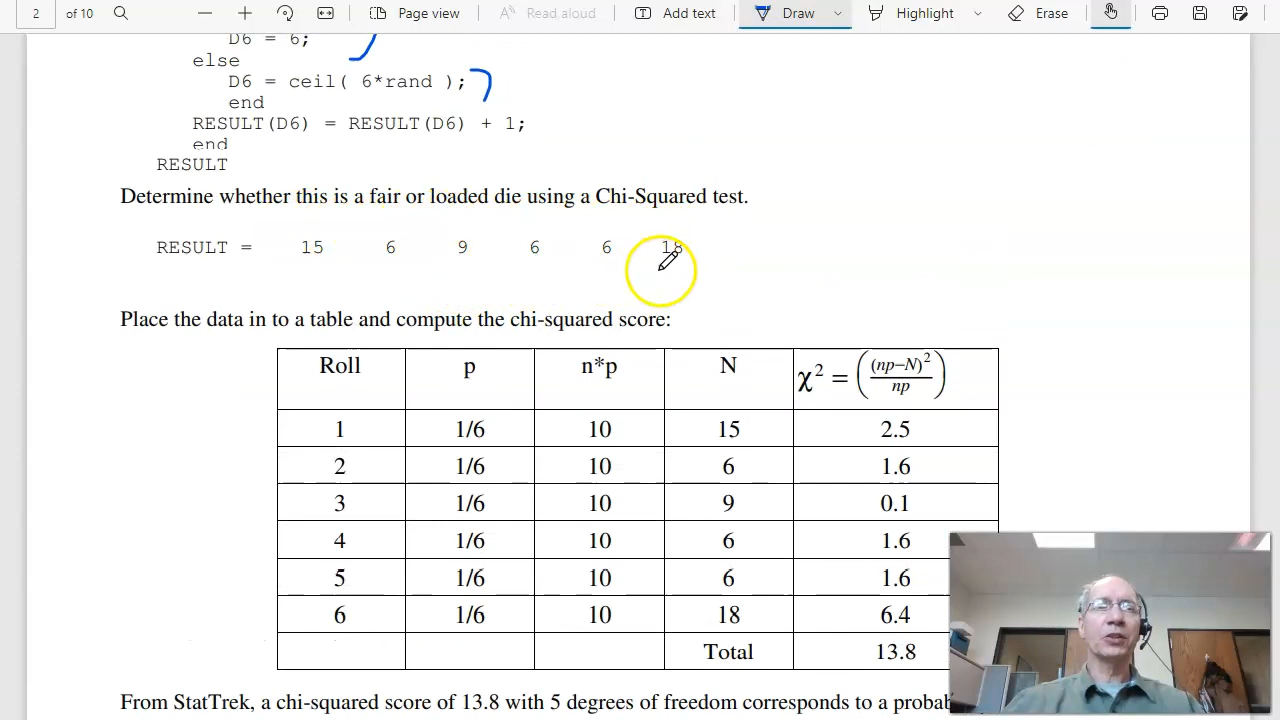 2 of 10 Page view Read aloud Add text Draw Highlight Erase
D6 = 6;
else
D6 = ceil( 6*rand );
end
RESULT(D6) = RESULT(D6) + 1;
end
RESULT
Determine whether this is a fair or loaded die using a Chi-Squared test.
RESULT = 15 6 9 6 6 18
Place the data in to a table and compute the chi-squared score:
Roll p n*p N χ² = ((np−N)²/np)
1 1/6 10 15 2.5
2 1/6 10 6 1.6
3 1/6 10 9 0.1
4 1/6 10 6 1.6
5 1/6 10 6 1.6
6 1/6 10 18 6.4
Total 13.8
From StatTrek, a chi-squared score of 13.8 with 5 degrees of freedom corresponds to a